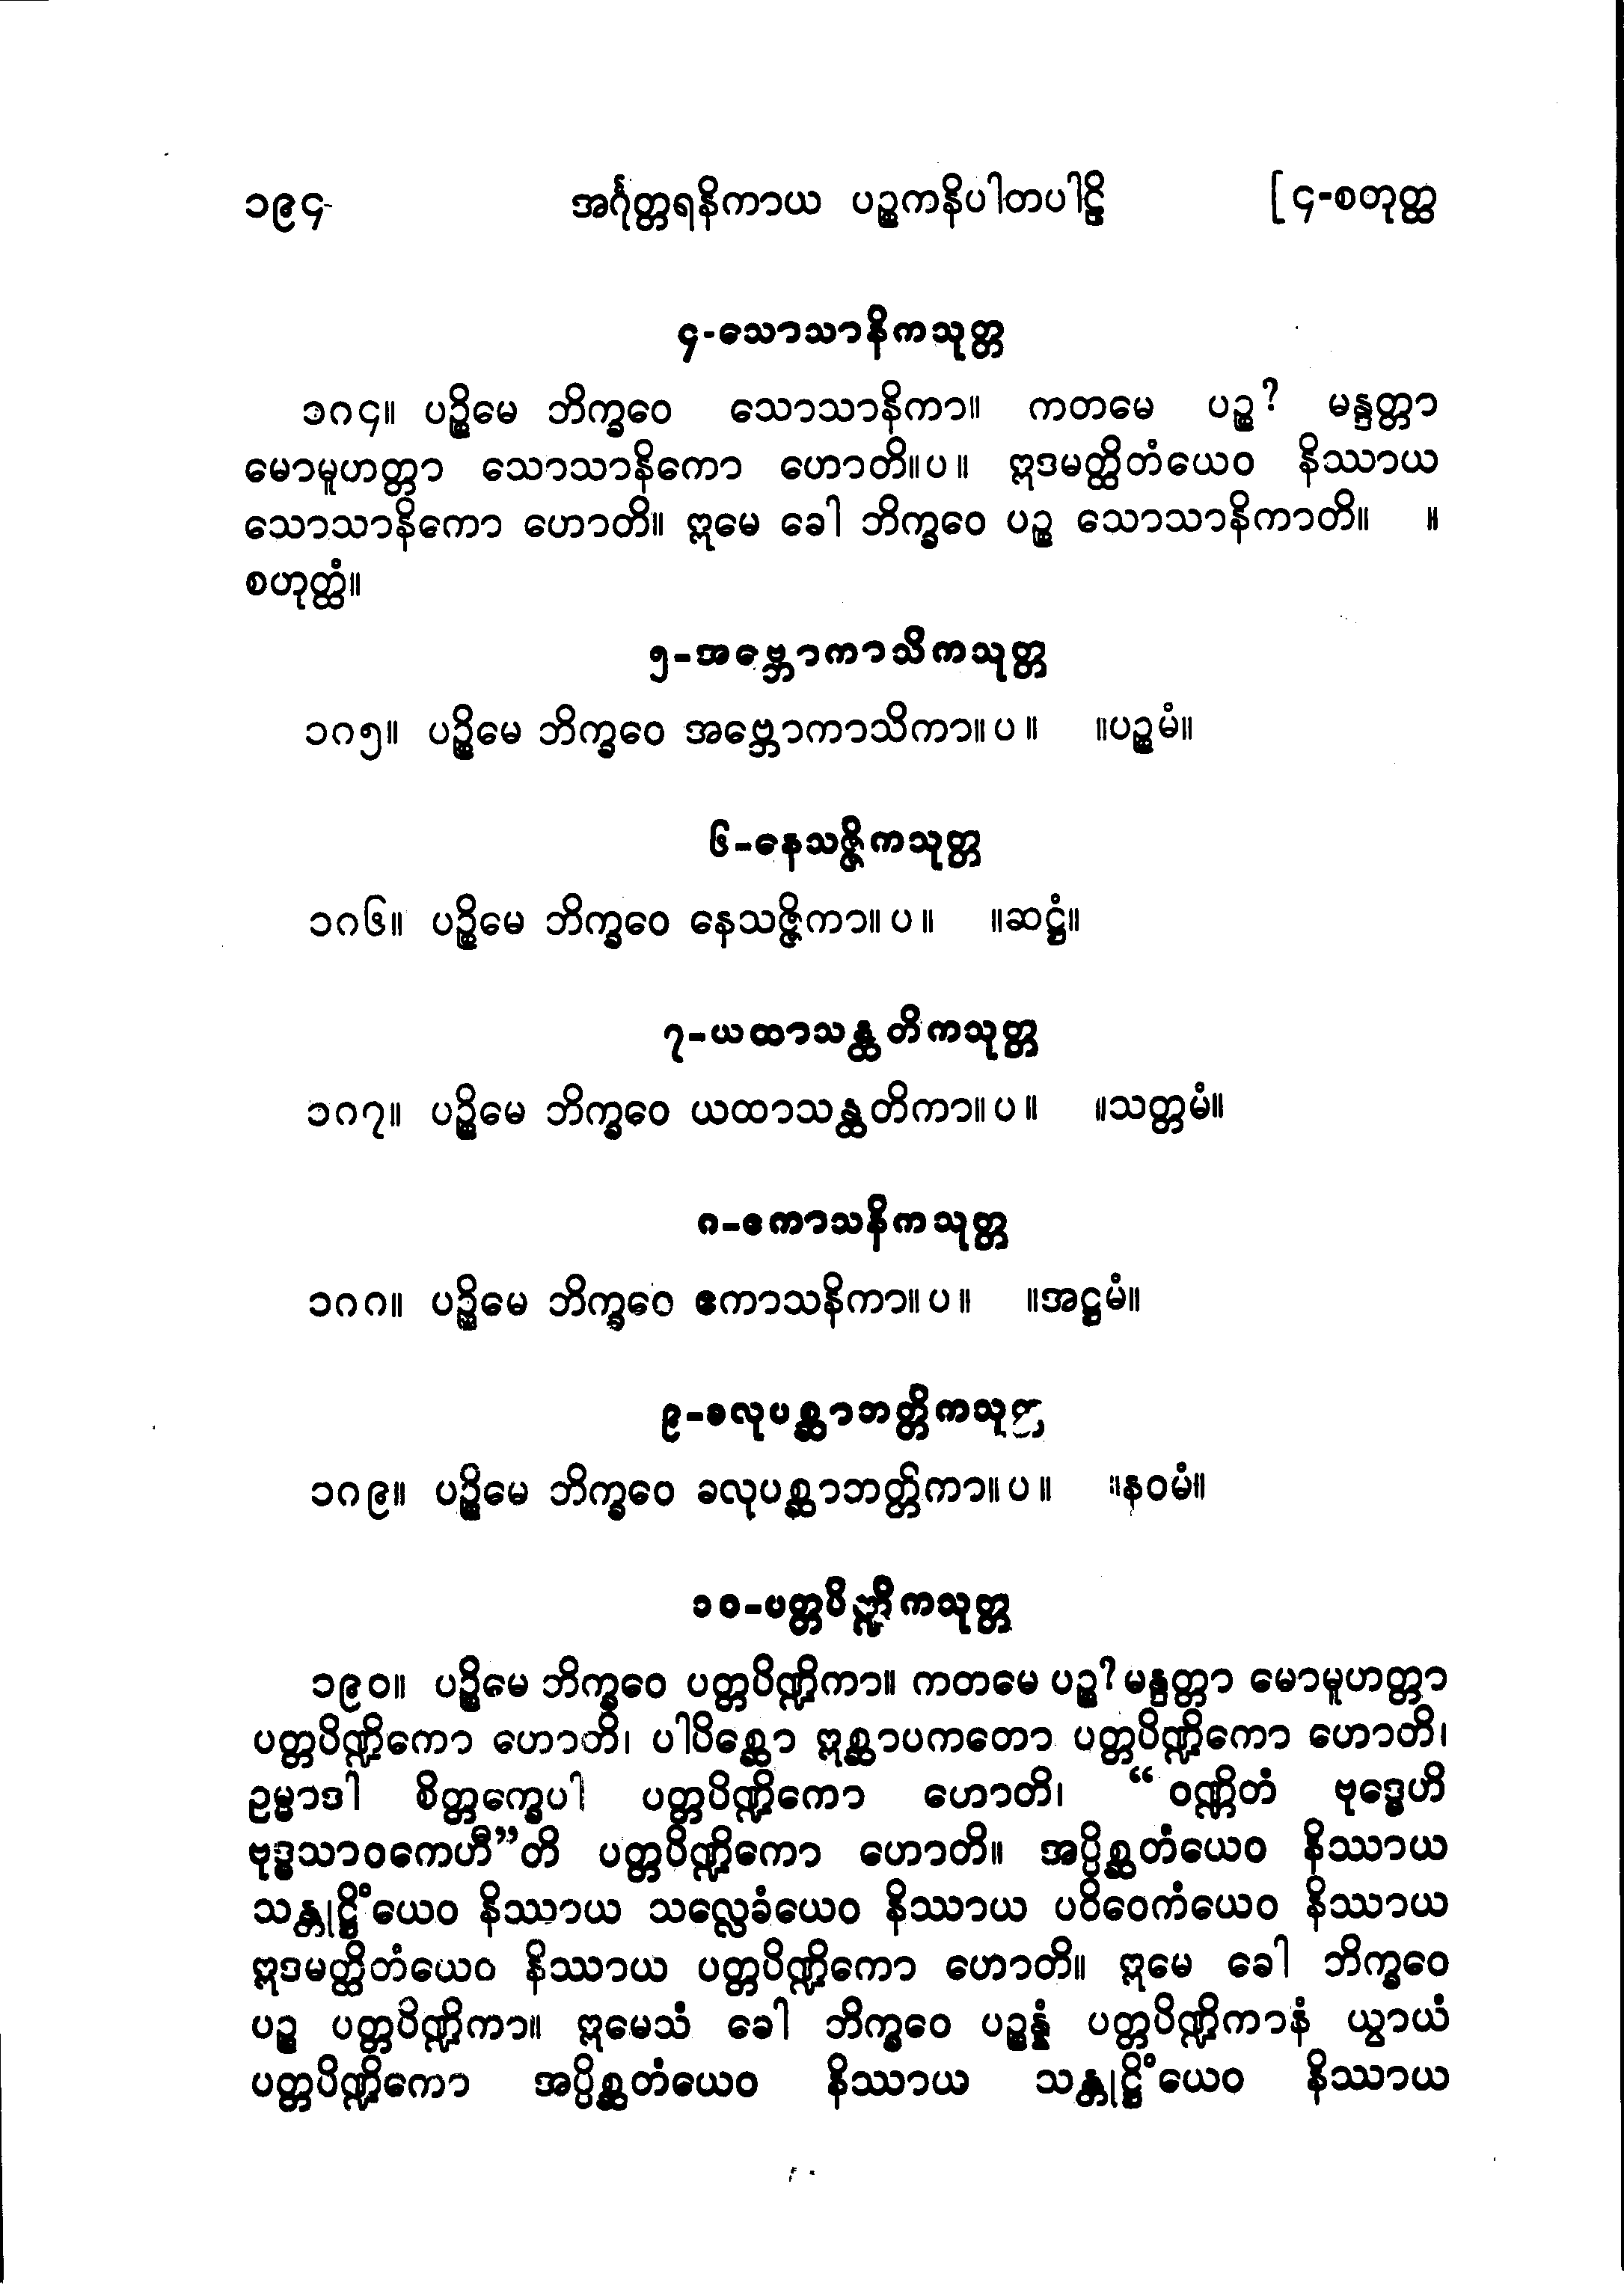 ၁၉၄ အင်္ဂုတ္တရနိကာယ ပဉ္စကနိပါတပါဠိ [၄-စတုတ္ထ
၄-သောသာနိကသုတ္တ
၁၈၄။ ပဉ္စိမေ ဘိက္ခဝေ သောသာနိကာ။ ကတမေ ပဉ္စ? မန္ဒတ္တာ
မောမူဟတ္တာ သောသာနိကော ဟောတိ။ပ။ ဣဒမတ္ထိတံယေဝ နိဿာယ
သောသာနိကော ဟောတိ။ ဣမေ ခေါ ဘိက္ခဝေ ပဉ္စ သောသာနိကာတိ။ ။
စဟုတ္ထံ။
၅-အဗ္ဘောကာသိကသုတ္တ
၁၈၅။ ပဉ္စိမေ ဘိက္ခဝေ အဗ္ဘောကာသိကာ။ပ။ ။ပဉ္စမံ။
၆-နေသဇ္ဇိကသုတ္တ
၁၈၆။ ပဉ္စိမေ ဘိက္ခဝေ နေသဇ္ဇိကာ။ပ။ ။ဆဋ္ဌံ။
၇-ယထာသန္ထတိကသုတ္တ
၁၈၇။ ပဉ္စိမေ ဘိက္ခဝေ ယထာသန္ထတိကာ။ပ။ ။သတ္တမံ။
၈-ဧကာသနိကသုတ္တ
၁၈၈။ ပဉ္စိမေ ဘိက္ခဝေ ဧကာသနိကာ။ပ။ ။အဋ္ဌမံ။
၉-ခလုပစ္ဆာဘတ္တိကသုတ္တ
၁၈၉။ ပဉ္စိမေ ဘိက္ခဝေ ခလုပစ္ဆာဘတ္တိကာ။ပ။ ။နဝမံ။
၁၀-ပတ္တပိဏ္ဍိကသုတ္တ
၁၉၀။ ပဉ္စိမေ ဘိက္ခဝေ ပတ္တပိဏ္ဍိကာ။ ကတမေ ပဉ္စ? မန္ဒတ္တာ မောမူဟတ္တာ
ပတ္တပိဏ္ဍိကော ဟောတိ၊ ပါပိစ္ဆော ဣစ္ဆာပကတော ပတ္တပိဏ္ဍိကော ဟောတိ၊
ဥမ္မာဒါ စိတ္တက္ခေပါ ပတ္တပိဏ္ဍိကော ဟောတိ၊ “ဝဏ္ဏိတံ ဗုဒ္ဓေဟိ
ဗုဒ္ဓသာဝကေဟီ”တိ ပတ္တပိဏ္ဍိကော ဟောတိ။ အပ္ပိစ္ဆတံယေဝ နိဿာယ
သန္တုဋ္ဌိံယေဝ နိဿာယ သလ္လေခံယေဝ နိဿာယ ပဝိဝေကံယေဝ နိဿာယ
ဣဒမတ္ထိတံယေဝ နိဿာယ ပတ္တပိဏ္ဍိကော ဟောတိ။ ဣမေ ခေါ ဘိက္ခဝေ
ပဉ္စ ပတ္တပိဏ္ဍိကာ။ ဣမေသံ ခေါ ဘိက္ခဝေ ပဉ္စန္နံ ပတ္တပိဏ္ဍိကာနံ ယွာယံ
ပတ္တပိဏ္ဍိကော အပ္ပိစ္ဆတံယေဝ နိဿာယ သန္တုဋ္ဌိံယေဝ နိဿာယ